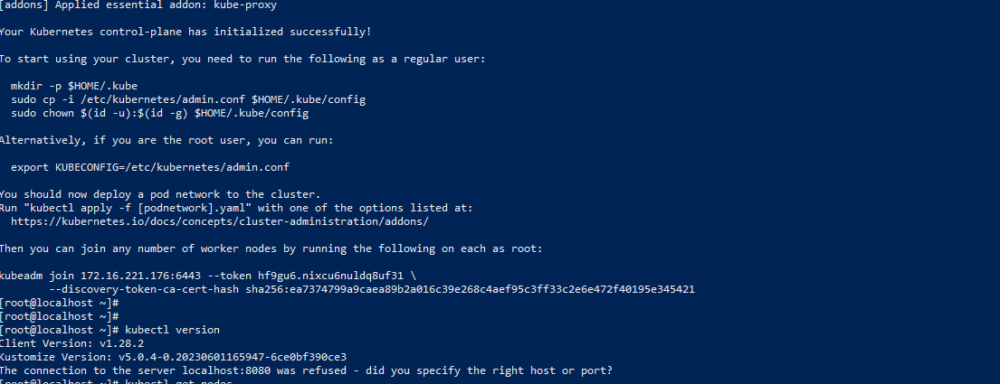 [addons] Applied essential addon: kube-proxy
Your Kubernetes control-plane has initialized successfully!
To start using your cluster, you need to run the following as a regular user:
mkdir -p $HOME/.kube
sudo cp -i /etc/kubernetes/admin.conf $HOME/.kube/config
sudo chown $(id -u):$(id -g) $HOME/.kube/config
Alternatively, if you are the root user, you can run:
export KUBECONFIG=/etc/kubernetes/admin.conf
You should now deploy a pod network to the cluster.
Run "kubectl apply -f [podnetwork].yaml" with one of the options listed at:
https://kubernetes.io/docs/concepts/cluster-administration/addons/
Then you can join any number of worker nodes by running the following on each as root:
kubeadm join 172.16.221.176:6443 --token hf9gu6.nixcu6nuldq8uf31 \
--discovery-token-ca-cert-hash sha256:ea7374799a9caea89b2a016c39e268c4aef95c3ff33c2e6e472f40195e345421
[root@localhost ~]#
[root@localhost ~]#
[root@localhost ~]# kubectl version
Client Version: v1.28.2
Kustomize Version: v5.0.4-0.20230601165947-6ce0bf390ce3
The connection to the server localhost:8080 was refused - did you specify the right host or port?
[root@localhost ~]# kubectl get nodes